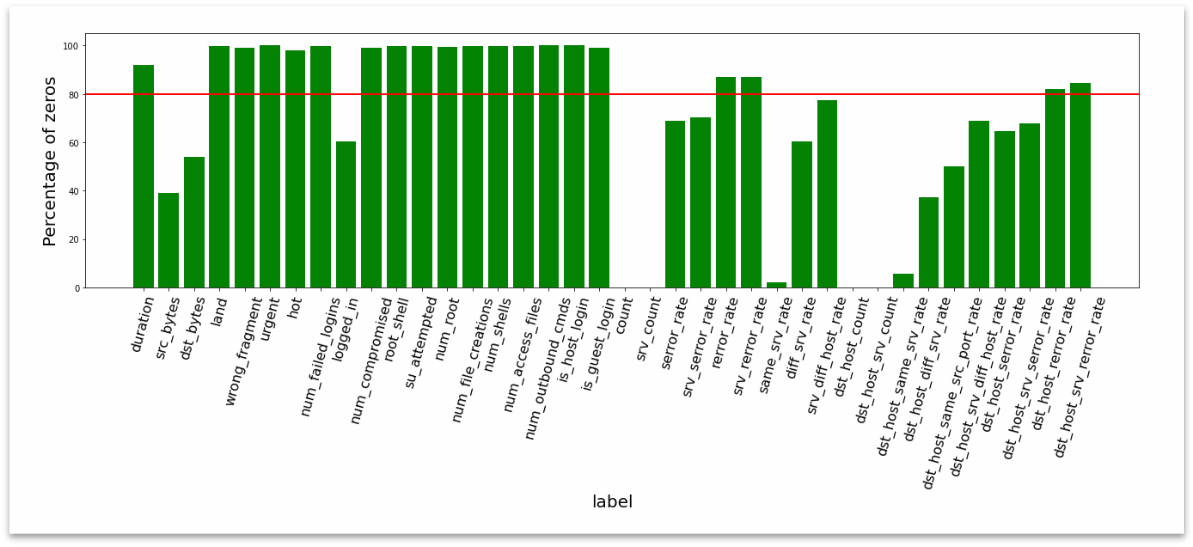 Percentage of zeros
100
80
60
40
20
0
duration
src_bytes
dst_bytes
land
wrong_fragment
urgent
hot
num_failed_logins
logged_in
num_compromised
root_shell
su_attempted
num_root
num_file_creations
num_shells
num_access_files
num_outbound_cmds
is_host_login
is_guest_login
count
srv_count
serror_rate
srv_serror_rate
rerror_rate
srv_rerror_rate
same_srv_rate
diff_srv_rate
srv_diff_host_rate
dst_host_count
dst_host_srv_count
dst_host_same_srv_rate
dst_host_diff_srv_rate
dst_host_same_src_port_rate
dst_host_srv_diff_host_rate
dst_host_serror_rate
dst_host_srv_serror_rate
dst_host_rerror_rate
dst_host_srv_rerror_rate
label